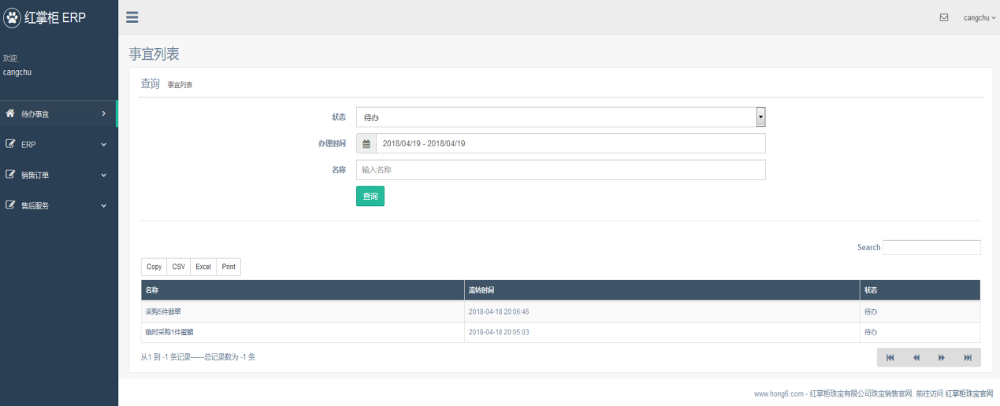 红掌柜 ERP
cangchu
欢迎,
cangchu
待办事宜
ERP
销售订单
售后服务
事宜列表
查询 事宜列表
状态 待办
办理时间 2018/04/19 - 2018/04/19
名称 输入名称
查询
Search
Copy CSV Excel Print
名称 流转时间 状态
采购5件翡翠 2018-04-18 20:06:46 待办
临时采购1件蜜蜡 2018-04-18 20:05:03 待办
从1 到 -1 条记录——总记录数为 -1 条
www.hong6.com - 红掌柜珠宝有限公司珠宝销售官网. 前往访问 红掌柜珠宝官网